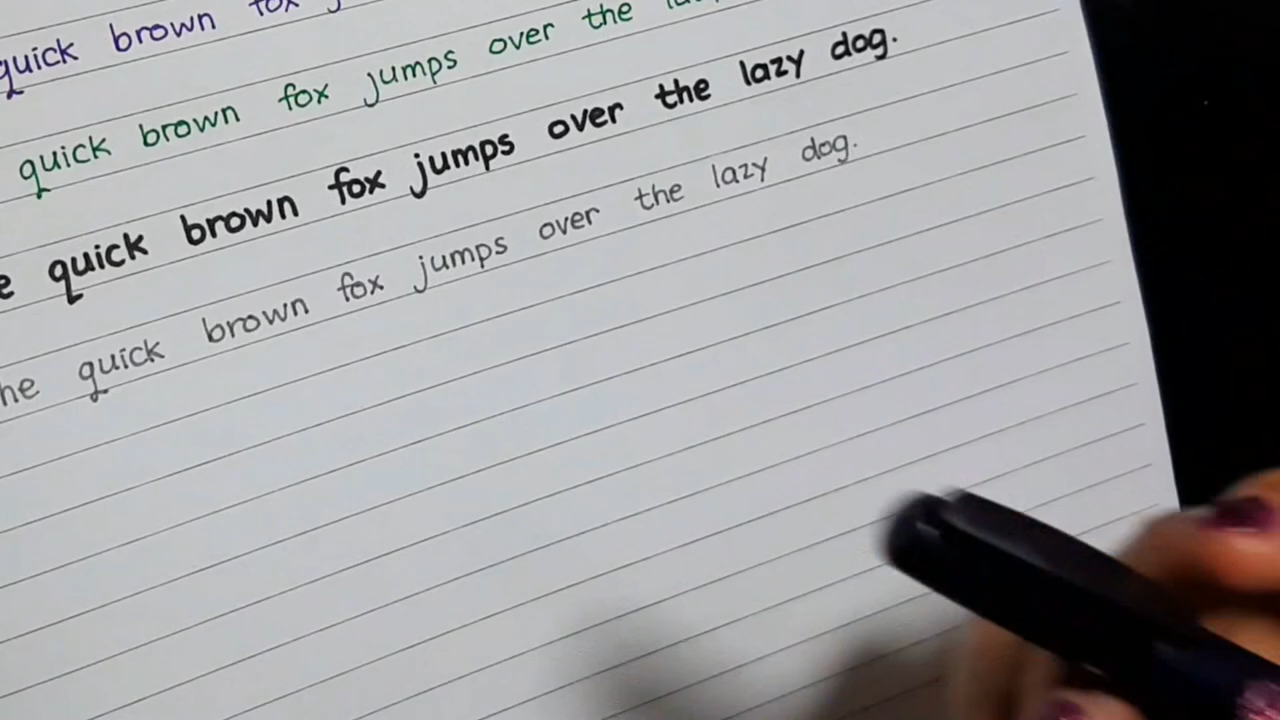 quick brown fox
quick brown fox jumps over the
quick brown fox jumps over the lazy dog.
quick brown fox jumps over the lazy dog.